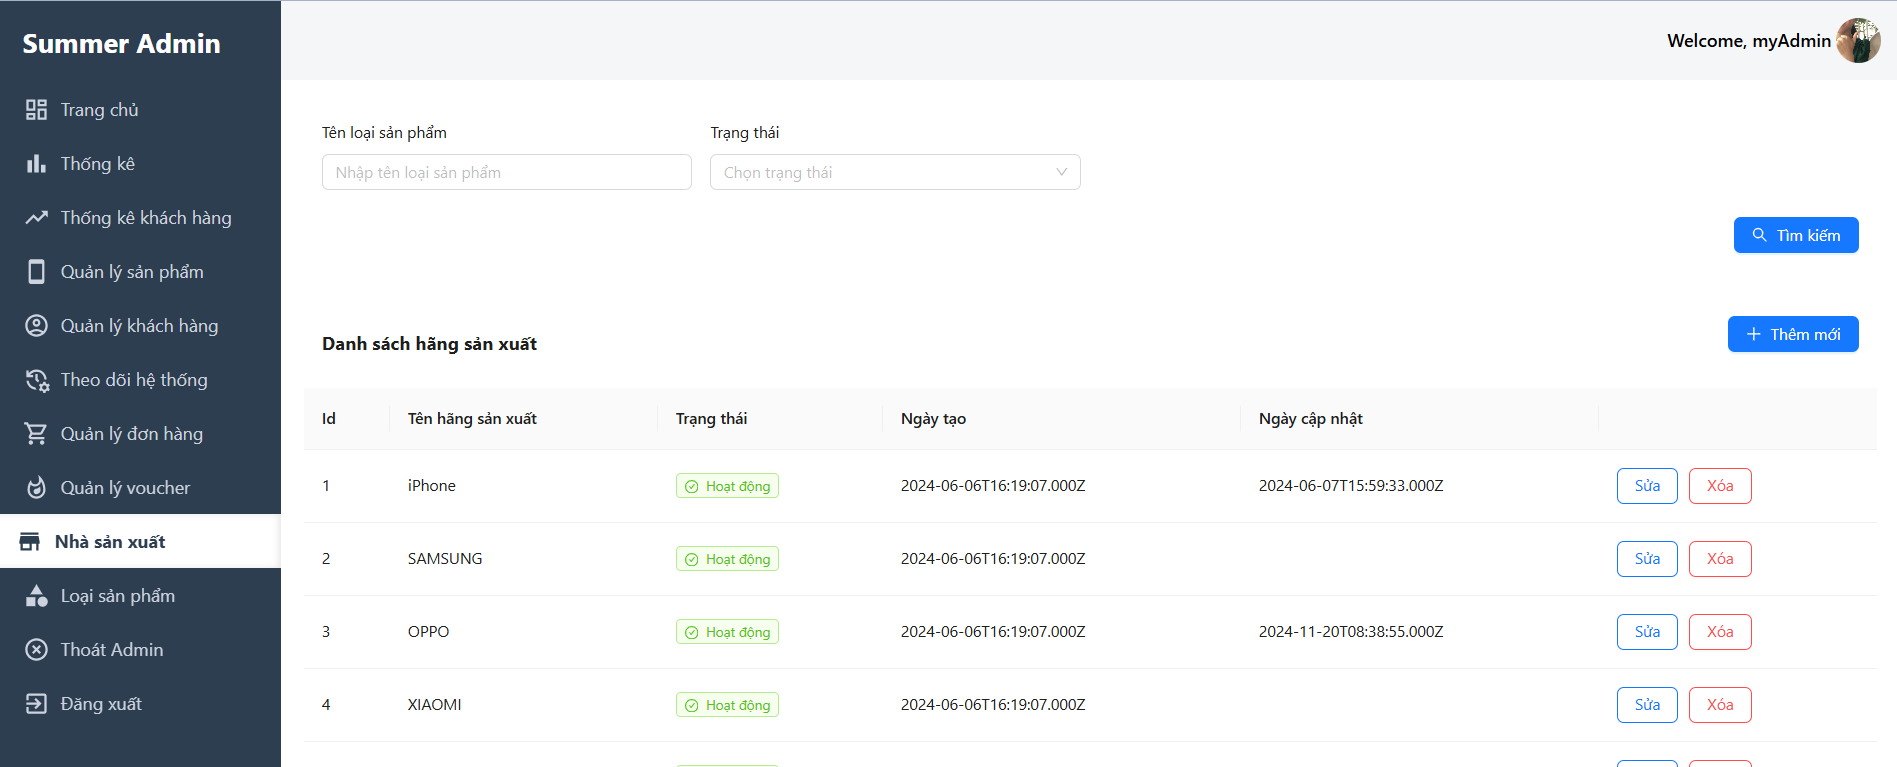 Summer Admin
Welcome, myAdmin
Trang chủ
Thống kê
Thống kê khách hàng
Quản lý sản phẩm
Quản lý khách hàng
Theo dõi hệ thống
Quản lý đơn hàng
Quản lý voucher
Nhà sản xuất
Loại sản phẩm
Thoát Admin
Đăng xuất
Tên loại sản phẩm Trạng thái
Nhập tên loại sản phẩm Chọn trạng thái
Tìm kiếm
Danh sách hãng sản xuất
Thêm mới
Id Tên hãng sản xuất Trạng thái Ngày tạo Ngày cập nhật
1 iPhone Hoạt động 2024-06-06T16:19:07.000Z 2024-06-07T15:59:33.000Z Sửa Xóa
2 SAMSUNG Hoạt động 2024-06-06T16:19:07.000Z Sửa Xóa
3 OPPO Hoạt động 2024-06-06T16:19:07.000Z 2024-11-20T08:38:55.000Z Sửa Xóa
4 XIAOMI Hoạt động 2024-06-06T16:19:07.000Z Sửa Xóa